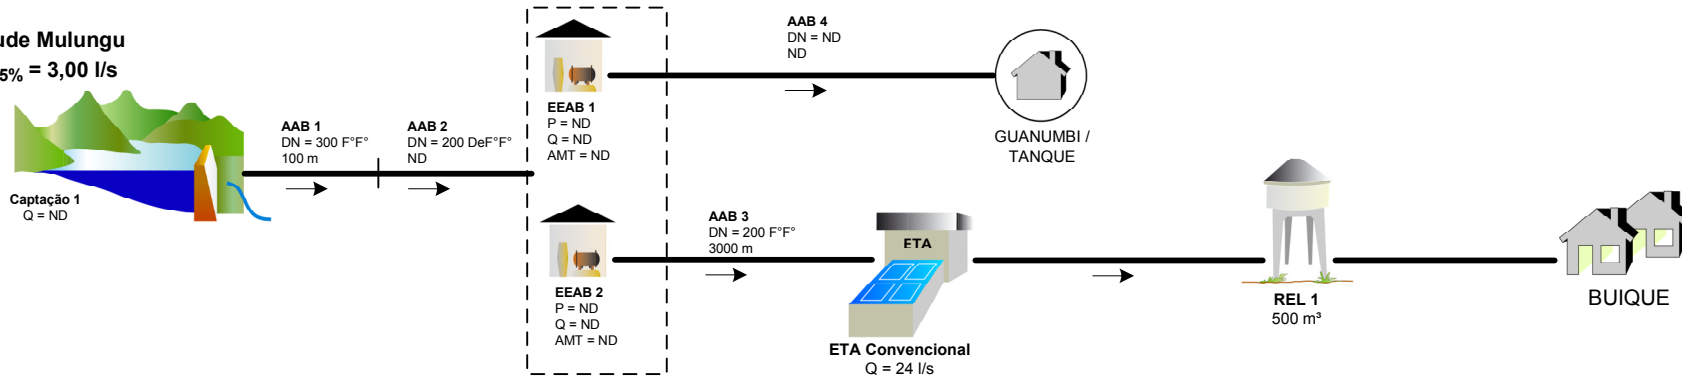 ude Mulungu
5% = 3,00 l/s
Captação 1
Q = ND
AAB 1
DN = 300 F°F°
100 m
AAB 2
DN = 200 DeF°F°
ND
EEAB 1
P = ND
Q = ND
AMT = ND
AAB 4
DN = ND
ND
GUANUMBI /
TANQUE
EEAB 2
P = ND
Q = ND
AMT = ND
AAB 3
DN = 200 F°F°
3000 m
ETA
ETA Convencional
Q = 24 l/s
REL 1
500 m³
BUIQUE